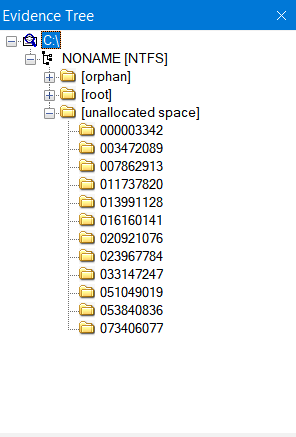 Evidence Tree
C:\
NONAME [NTFS]
[orphan]
[root]
[unallocated space]
000003342
003472089
007862913
011737820
013991128
016160141
020921076
023967784
033147247
051049019
053840836
073406077